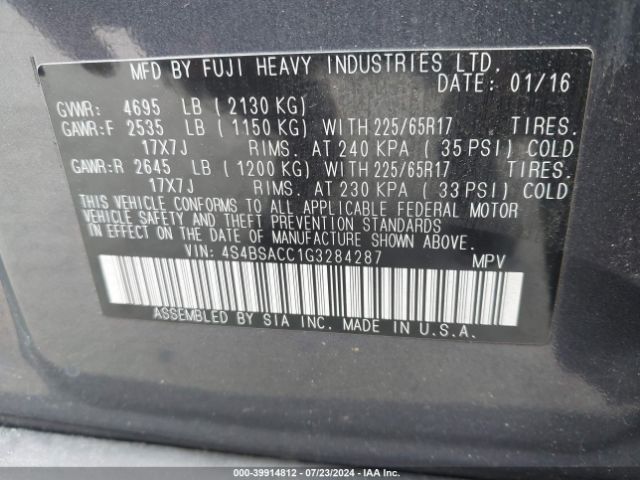 MFD BY FUJI HEAVY INDUSTRIES LTD.
DATE: 01/16
GVWR: 4695 LB ( 2130 KG)
GAWR:F 2535 LB ( 1150 KG) WITH 225/65R17 TIRES.
17X7J RIMS. AT 240 KPA ( 35 PSI) COLD
GAWR:R 2645 LB ( 1200 KG) WITH 225/65R17 TIRES.
17X7J RIMS. AT 230 KPA ( 33 PSI) COLD
THIS VEHICLE CONFORMS TO ALL APPLICABLE FEDERAL MOTOR
VEHICLE SAFETY AND THEFT PREVENTION STANDARDS
IN EFFECT ON THE DATE OF MANUFACTURE SHOWN ABOVE.
VIN: 4S4BSACC1G3284287 MPV
ASSEMBLED BY SIA INC. MADE IN U.S.A.
000-39914812 - 07/23/2024 - iaai.com